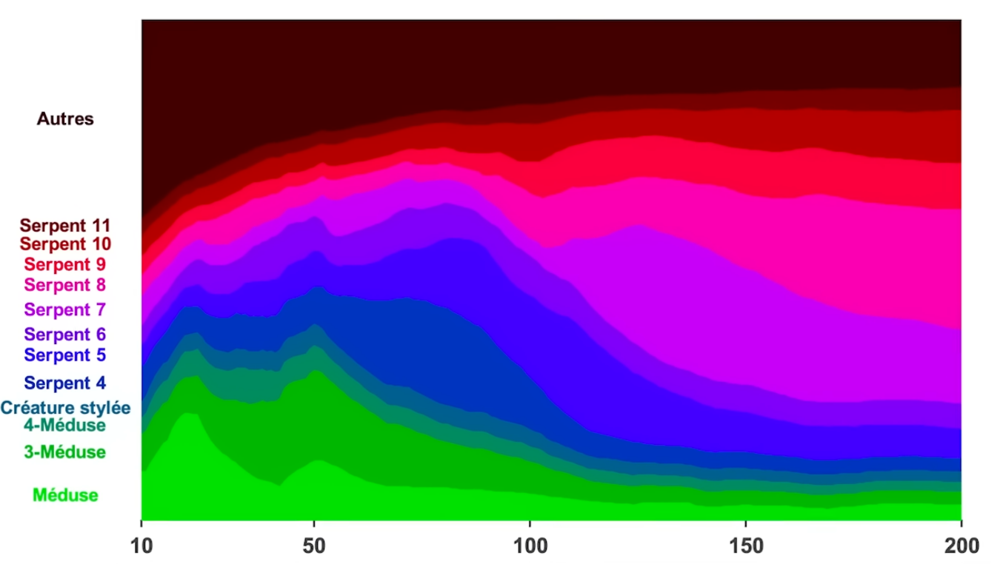 Autres
Serpent 11
Serpent 10
Serpent 9
Serpent 8
Serpent 7
Serpent 6
Serpent 5
Serpent 4
Créature stylée
4-Méduse
3-Méduse
Méduse
10 50 100 150 200